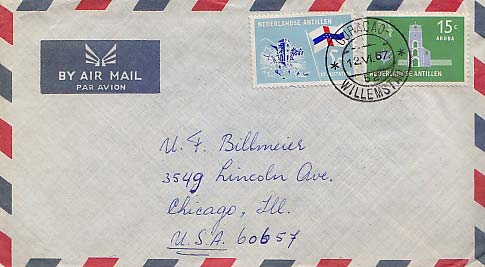 NEDERLANDSE ANTILLEN
15c
ARUBA
NEDERLANDSE ANTILLEN
CURACAO
12.VI.67
WILLEMSTAD
BY AIR MAIL
PAR AVION
U. F. Billmeier
3549 Lincoln Ave.
Chicago, Ill.
U.S.A. 60657